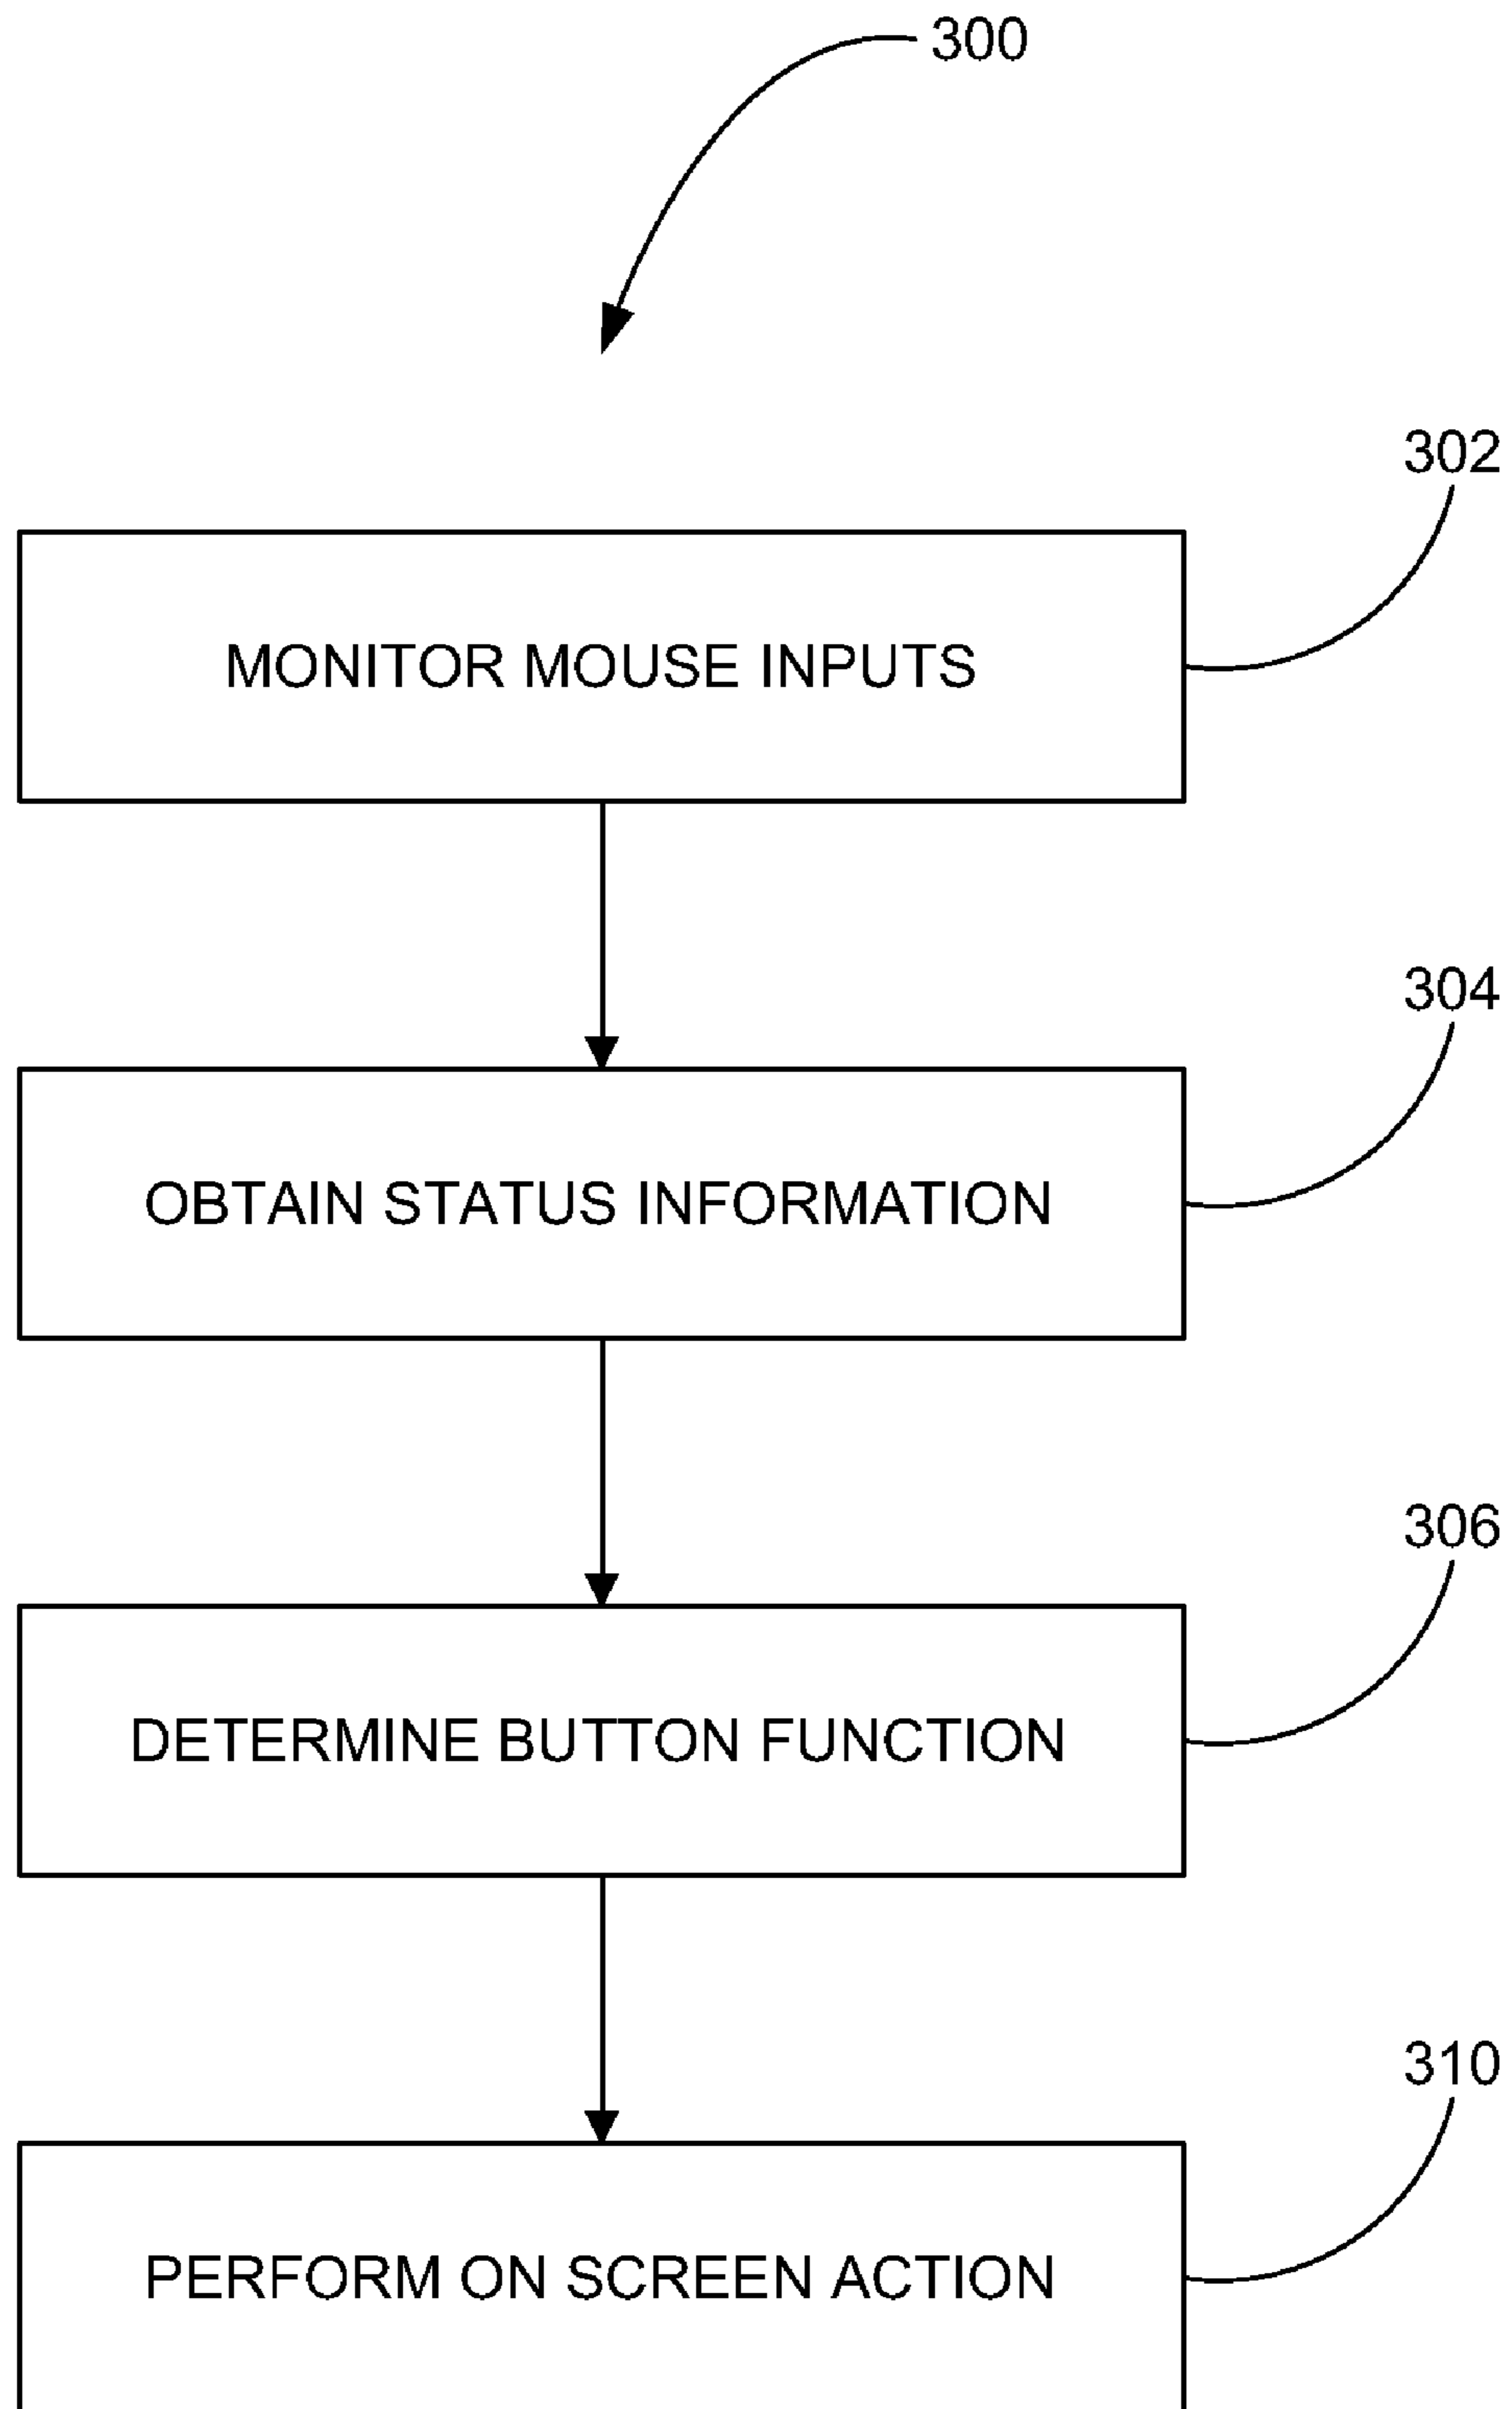 300
302
MONITOR MOUSE INPUTS
304
OBTAIN STATUS INFORMATION
306
DETERMINE BUTTON FUNCTION
310
PERFORM ON SCREEN ACTION